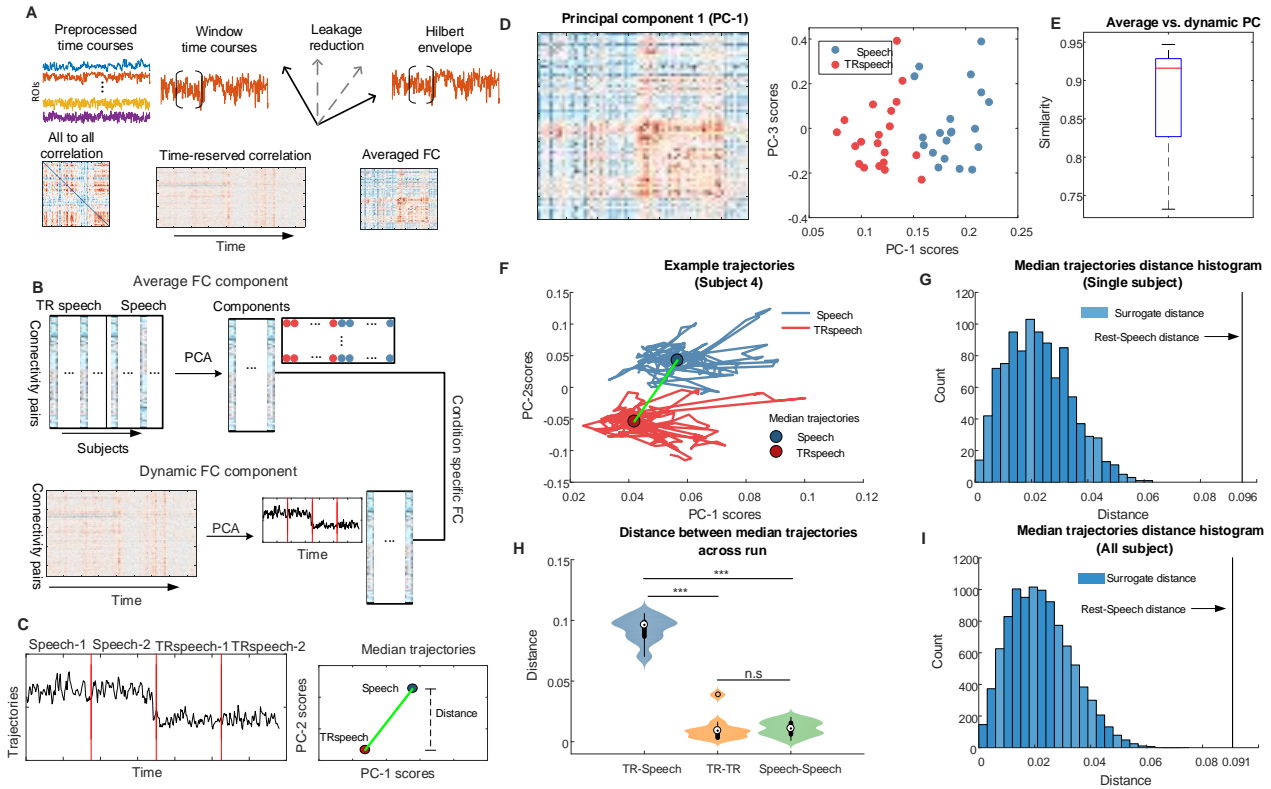 A
Preprocessed
time courses
Window
time courses
Leakage
reduction
Hilbert
envelope
ROIs
...
All to all
correlation
Time-reserved correlation
Averaged FC
Time
B
Average FC component
TR speech
Speech
Connectivity pairs
...
...
Subjects
PCA
Components
...
...
...
...
Dynamic FC component
Connectivity pairs
Time
PCA
Time
...
Condition specific FC
C
Speech-1
Speech-2
TRspeech-1
TRspeech-2
Trajectories
Time
Median trajectories
PC-2 scores
Speech
TRspeech
Distance
PC-1 scores
D
Principal component 1 (PC-1)
0.4
0.2
0
-0.2
-0.4
PC-3 scores
Speech
TRspeech
0.05
0.1
0.15
0.2
0.25
PC-1 scores
E
Average vs. dynamic PC
0.95
0.9
0.85
0.8
0.75
Similarity
F
Example trajectories
(Subject 4)
0.15
0.1
0.05
0
-0.05
-0.1
-0.15
PC-2scores
Speech
TRspeech
Median trajectories
Speech
TRspeech
0.02
0.04
0.06
0.08
0.1
0.12
PC-1 scores
G
Median trajectories distance histogram
(Single subject)
120
100
80
60
40
20
0
Count
Surrogate distance
Rest-Speech distance
0
0.02
0.04
0.06
0.08
0.096
Distance
H
Distance between median trajectories
across run
0.15
0.1
0.05
0
Distance
***
***
n.s
TR-Speech
TR-TR
Speech-Speech
I
Median trajectories distance histogram
(All subject)
1200
1000
800
600
400
200
0
Count
Surrogate distance
Rest-Speech distance
0
0.02
0.04
0.06
0.08
0.091
Distance